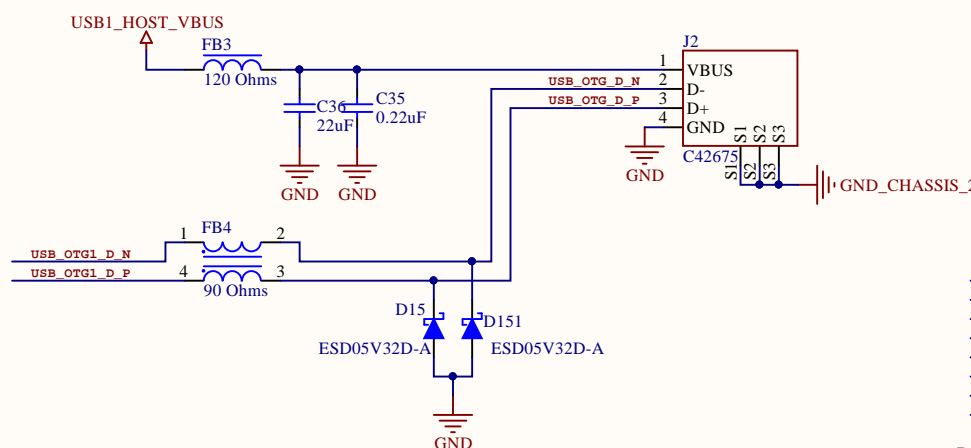 USB1_HOST_VBUS
FB3
120 Ohms
C36
22uF
C35
0.22uF
GND
GND
J2
1
VBUS
USB_OTG_D_N
2
D-
USB_OTG_D_P
3
D+
4
GND
S1
S2
S3
C42675
S1
S2
S3
GND
GND_CHASSIS_2
FB4
1
2
USB_OTG1_D_N
USB_OTG1_D_P
4
3
90 Ohms
D15
D151
ESD05V32D-A
ESD05V32D-A
GND